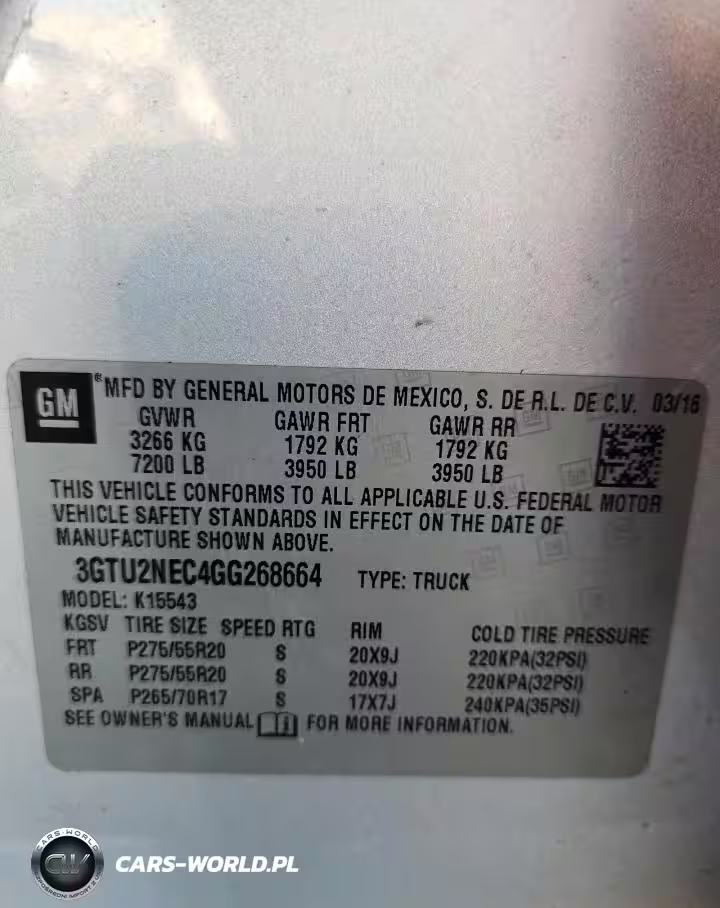 GM ® MFD BY GENERAL MOTORS DE MEXICO, S. DE R.L. DE C.V. 03/16
GVWR GAWR FRT GAWR RR
3266 KG 1792 KG 1792 KG
7200 LB 3950 LB 3950 LB
THIS VEHICLE CONFORMS TO ALL APPLICABLE U.S. FEDERAL MOTOR
VEHICLE SAFETY STANDARDS IN EFFECT ON THE DATE OF
MANUFACTURE SHOWN ABOVE.
3GTU2NEC4GG268664 TYPE: TRUCK
MODEL: K15543
KGSV TIRE SIZE SPEED RTG RIM COLD TIRE PRESSURE
FRT P275/55R20 S 20X9J 220KPA(32PSI)
RR P275/55R20 S 20X9J 220KPA(32PSI)
SPA P265/70R17 S 17X7J 240KPA(35PSI)
SEE OWNER'S MANUAL FOR MORE INFORMATION.
CARS-WORLD
CW
CARS-WORLD.PL